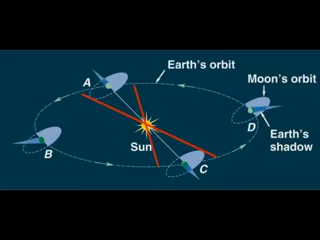 Earth's orbit
A
Moon's orbit
D
Earth's
shadow
Sun
B
C